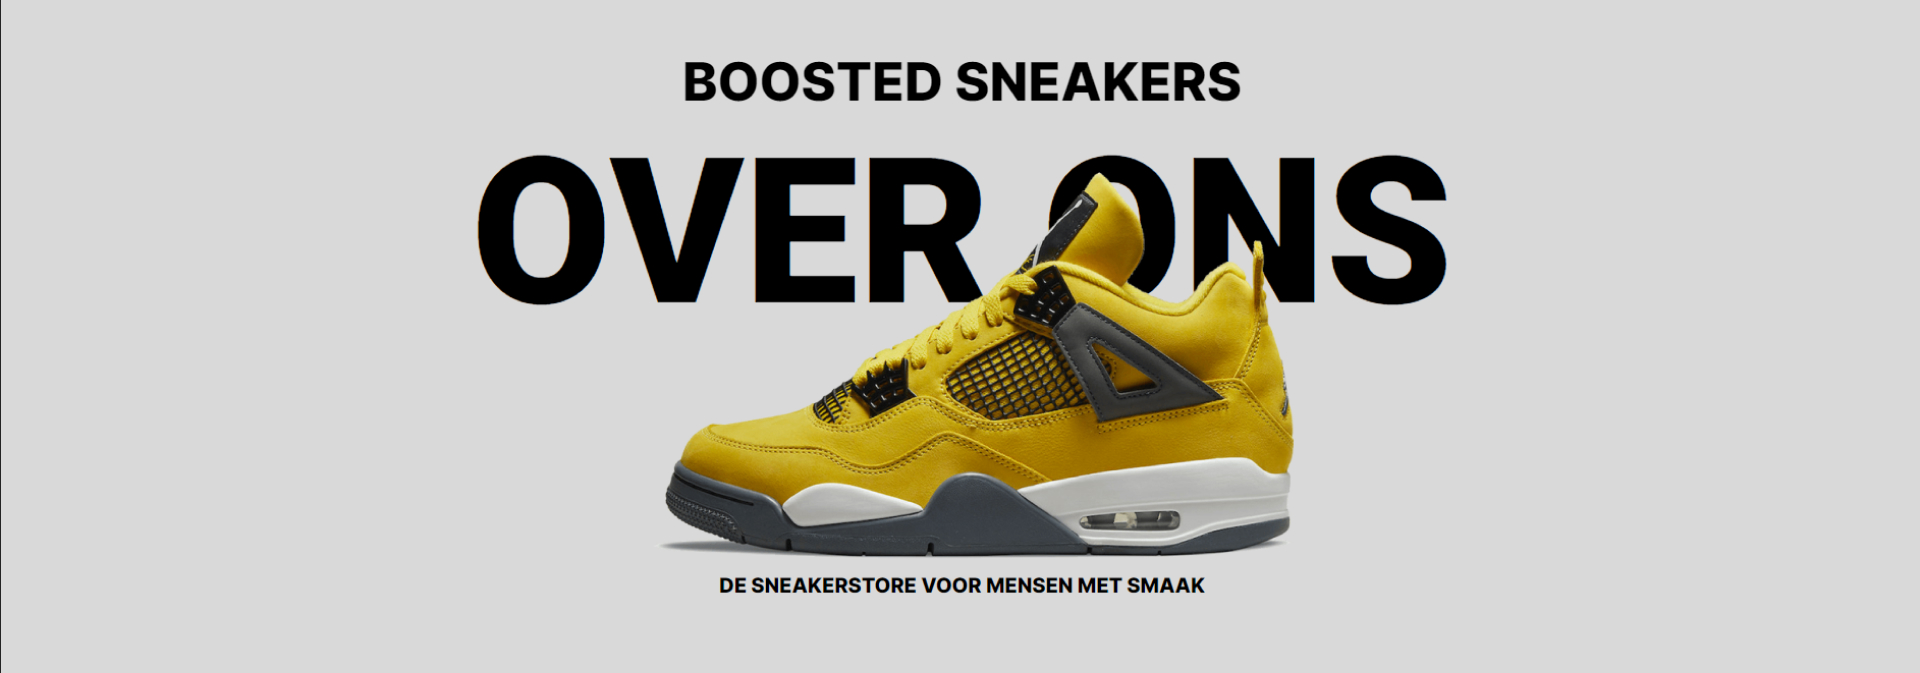 BOOSTED SNEAKERS
OVER ONS
DE SNEAKERSTORE VOOR MENSEN MET SMAAK